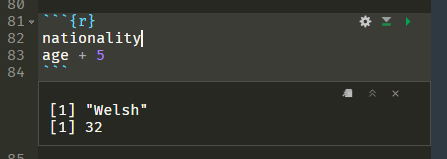 80
81 ```{r}
82 nationality
83 age + 5
84 ```
[1] "Welsh"
[1] 32
85